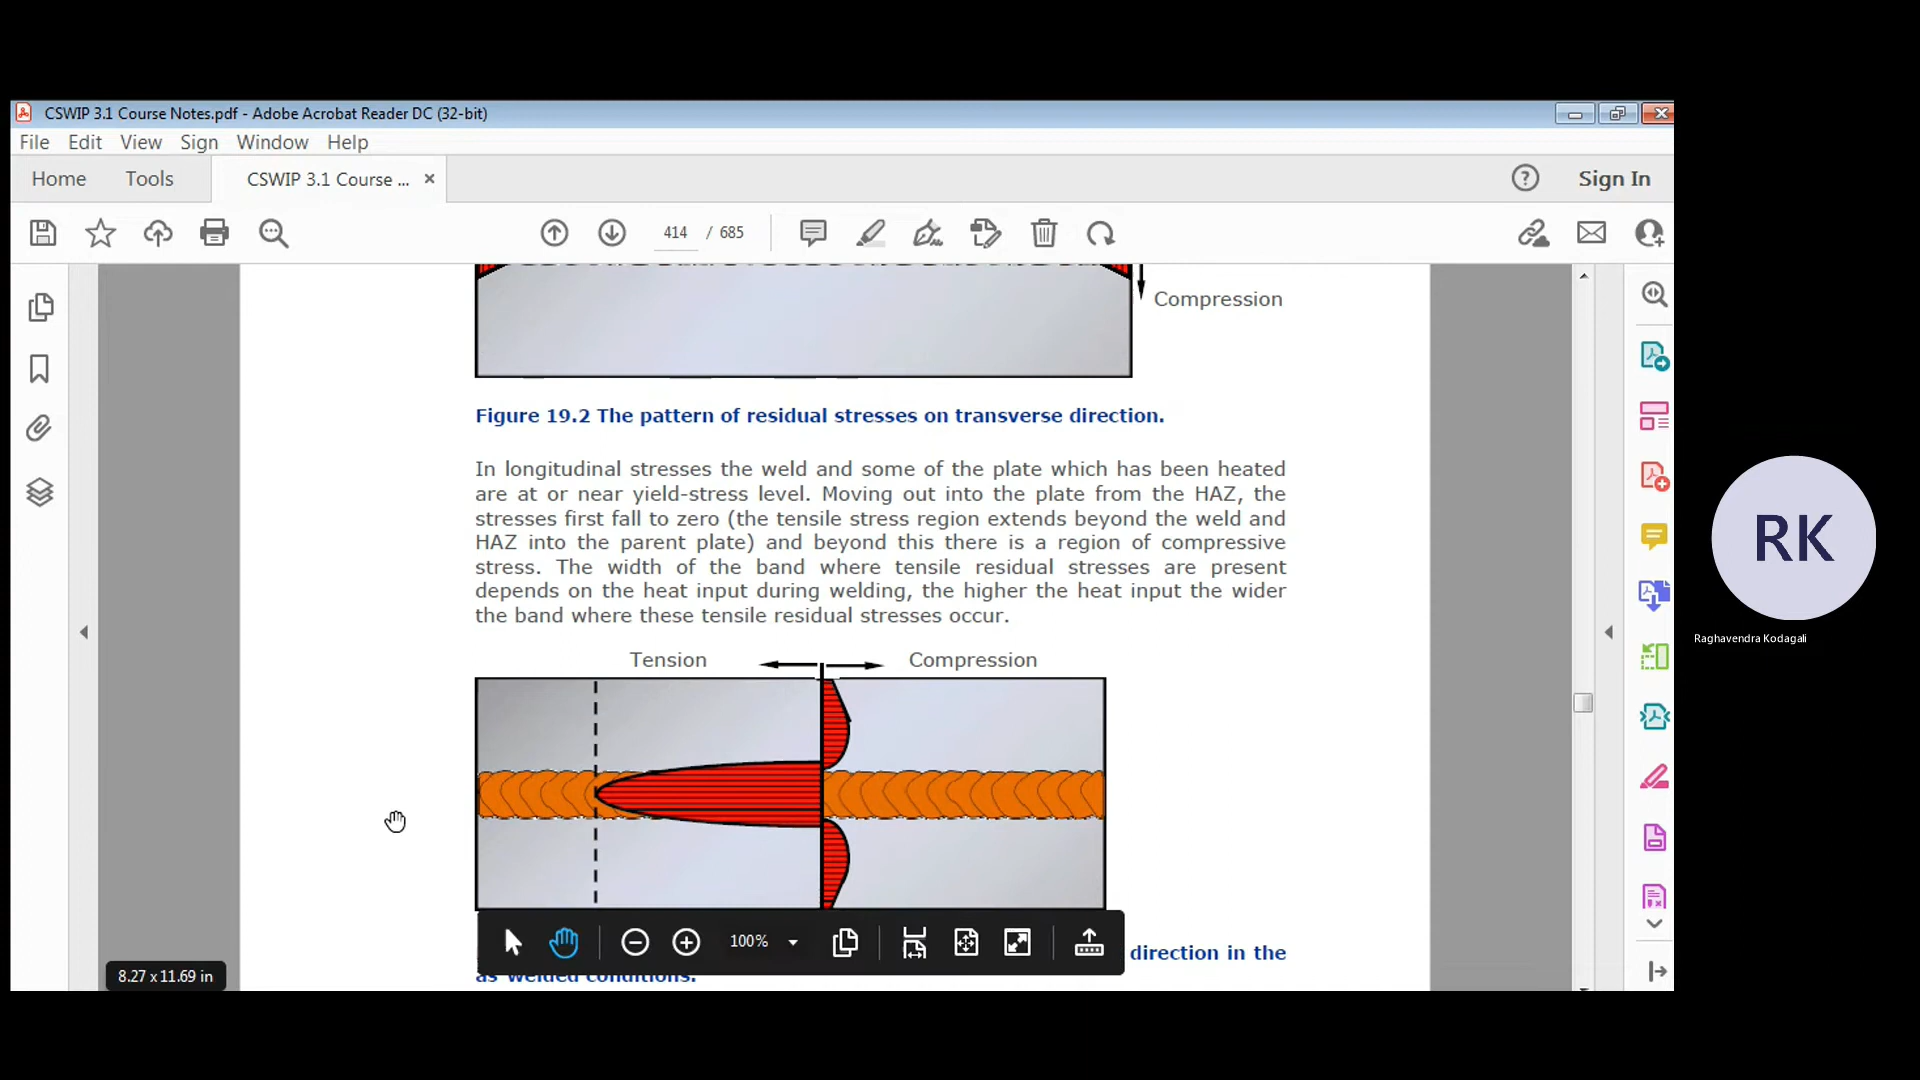 CSWIP 3.1 Course Notes.pdf - Adobe Acrobat Reader DC (32-bit)
File Edit View Sign Window Help
Home Tools CSWIP 3.1 Course ... × Sign In
414 / 685
Compression
Figure 19.2 The pattern of residual stresses on transverse direction.
In longitudinal stresses the weld and some of the plate which has been heated
are at or near yield-stress level. Moving out into the plate from the HAZ, the
stresses first fall to zero (the tensile stress region extends beyond the weld and
HAZ into the parent plate) and beyond this there is a region of compressive
stress. The width of the band where tensile residual stresses are present
depends on the heat input during welding, the higher the heat input the wider
the band where these tensile residual stresses occur.
Tension Compression
100%
direction in the
as-welded conditions.
8.27 x 11.69 in
RK
Raghavendra Kodagali